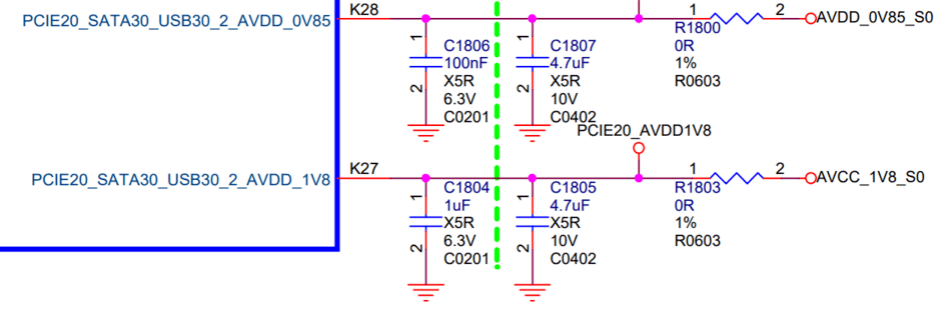 PCIE20_SATA30_USB30_2_AVDD_0V85
K28
1
2
AVDD_0V85_S0
1
2
C1806
100nF
X5R
6.3V
C0201
1
2
C1807
4.7uF
X5R
10V
C0402
R1800
0R
1%
R0603
PCIE20_AVDD1V8
PCIE20_SATA30_USB30_2_AVDD_1V8
K27
1
2
AVCC_1V8_S0
1
2
C1804
1uF
X5R
6.3V
C0201
1
2
C1805
4.7uF
X5R
10V
C0402
R1803
0R
1%
R0603